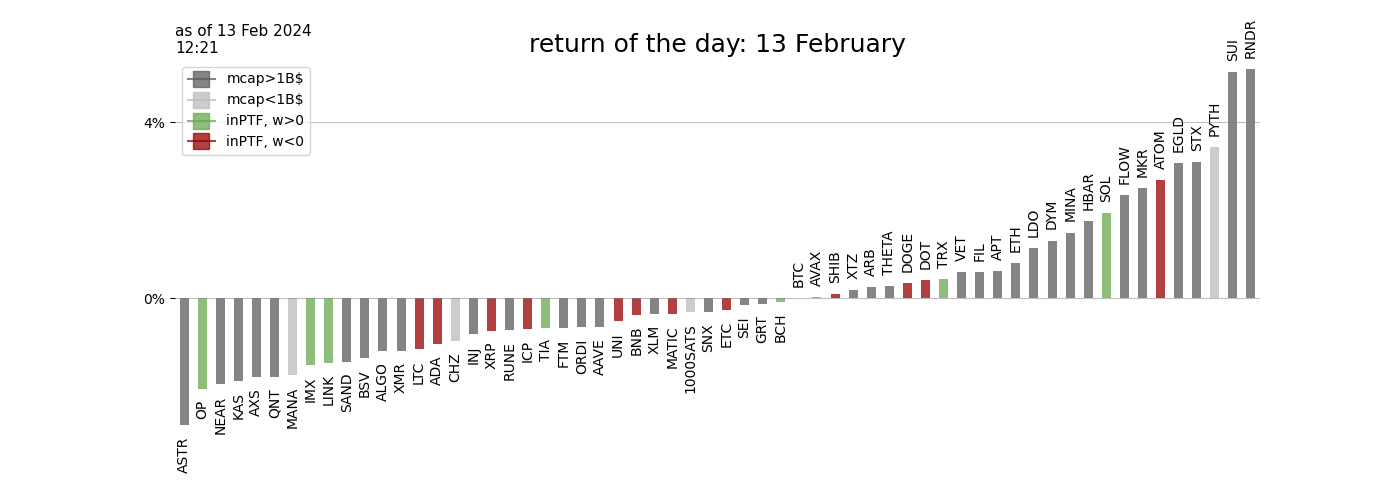 as of 13 Feb 2024
12:21
return of the day: 13 February
mcap>1B$
mcap<1B$
inPTF, w>0
inPTF, w<0
4%
0%
ASTR
OP
NEAR
KAS
AXS
QNT
MANA
IMX
LINK
SAND
BSV
ALGO
XMR
LTC
ADA
CHZ
INJ
XRP
RUNE
ICP
TIA
FTM
ORDI
AAVE
UNI
BNB
XLM
MATIC
1000SATS
SNX
ETC
SEI
GRT
BCH
BTC
AVAX
SHIB
XTZ
ARB
THETA
DOGE
DOT
TRX
VET
FIL
APT
ETH
LDO
DYM
MINA
HBAR
SOL
FLOW
MKR
ATOM
EGLD
STX
PYTH
SUI
RNDR